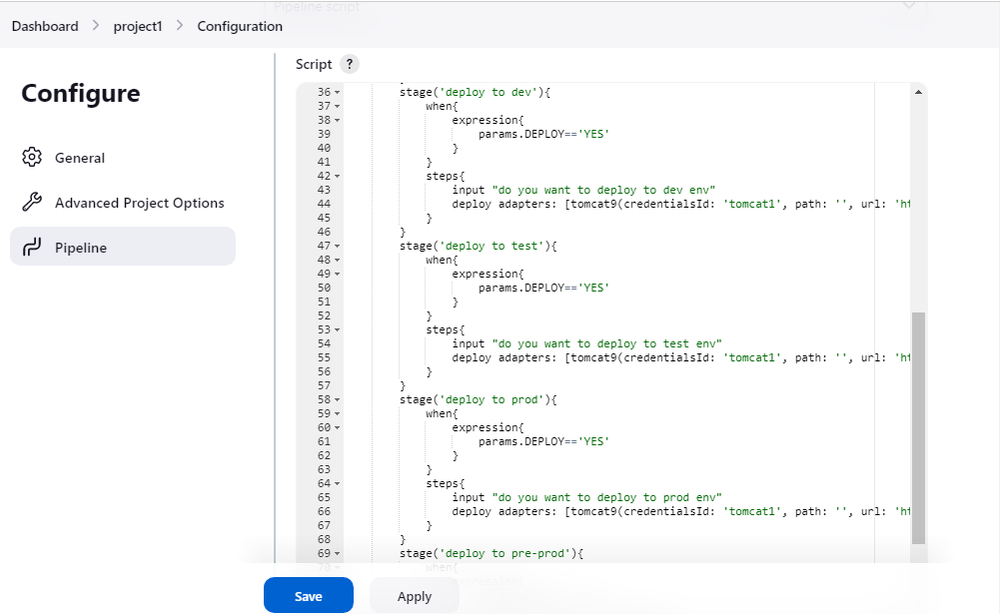 Pipeline script
Dashboard > project1 > Configuration
Configure
General
Advanced Project Options
Pipeline
Script ?
36 stage('deploy to dev'){
37 when{
38 expression{
39 params.DEPLOY=='YES'
40 }
41 }
42 steps{
43 input "do you want to deploy to dev env"
44 deploy adapters: [tomcat9(credentialsId: 'tomcat1', path: '', url: 'ht
45 }
46 }
47 stage('deploy to test'){
48 when{
49 expression{
50 params.DEPLOY=='YES'
51 }
52 }
53 steps{
54 input "do you want to deploy to test env"
55 deploy adapters: [tomcat9(credentialsId: 'tomcat1', path: '', url: 'ht
56 }
57 }
58 stage('deploy to prod'){
59 when{
60 expression{
61 params.DEPLOY=='YES'
62 }
63 }
64 steps{
65 input "do you want to deploy to prod env"
66 deploy adapters: [tomcat9(credentialsId: 'tomcat1', path: '', url: 'ht
67 }
68 }
69 stage('deploy to pre-prod'){
70 when{
Save
Apply